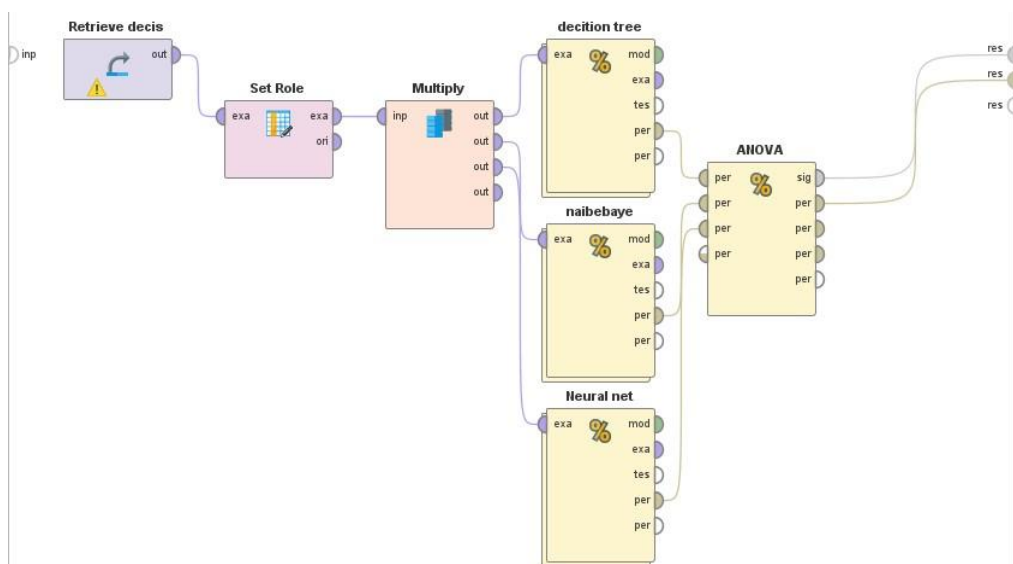 inp
Retrieve decis
out
Set Role
exa
exa
ori
Multiply
inp
out
out
out
out
decition tree
exa
mod
exa
tes
per
per
naibebaye
exa
mod
exa
tes
per
per
Neural net
exa
mod
exa
tes
per
per
ANOVA
per
sig
per
per
per
per
per
per
per
res
res
res